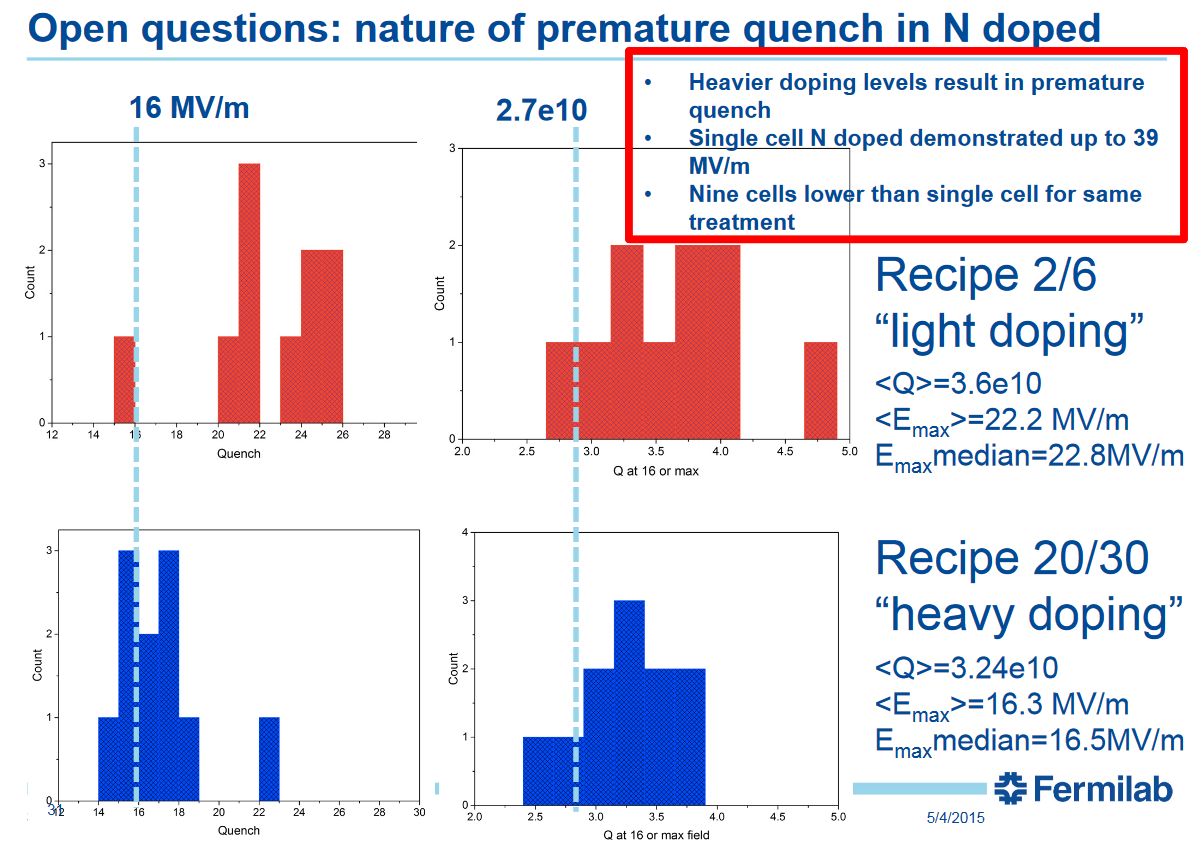 Open questions: nature of premature quench in N doped
• Heavier doping levels result in premature
quench
• Single cell N doped demonstrated up to 39
MV/m
• Nine cells lower than single cell for same
treatment
16 MV/m
2.7e10
3
2
1
0
Count
12 14 16 18 20 22 24 26 28
Quench
4
3
2
1
0
Count
2.0 2.5 3.0 3.5 4.0 4.5 5.0
Q at 16 or max
Recipe 2/6
“light doping”
<Q>=3.6e10
<Emax>=22.2 MV/m
Emaxmedian=22.8MV/m
3
2
1
0
Count
12 14 16 18 20 22 24 26 28 30
Quench
4
3
2
1
0
Count
2.0 2.5 3.0 3.5 4.0 4.5 5.0
Q at 16 or max field
Recipe 20/30
“heavy doping”
<Q>=3.24e10
<Emax>=16.3 MV/m
Emaxmedian=16.5MV/m
Fermilab
5/4/2015